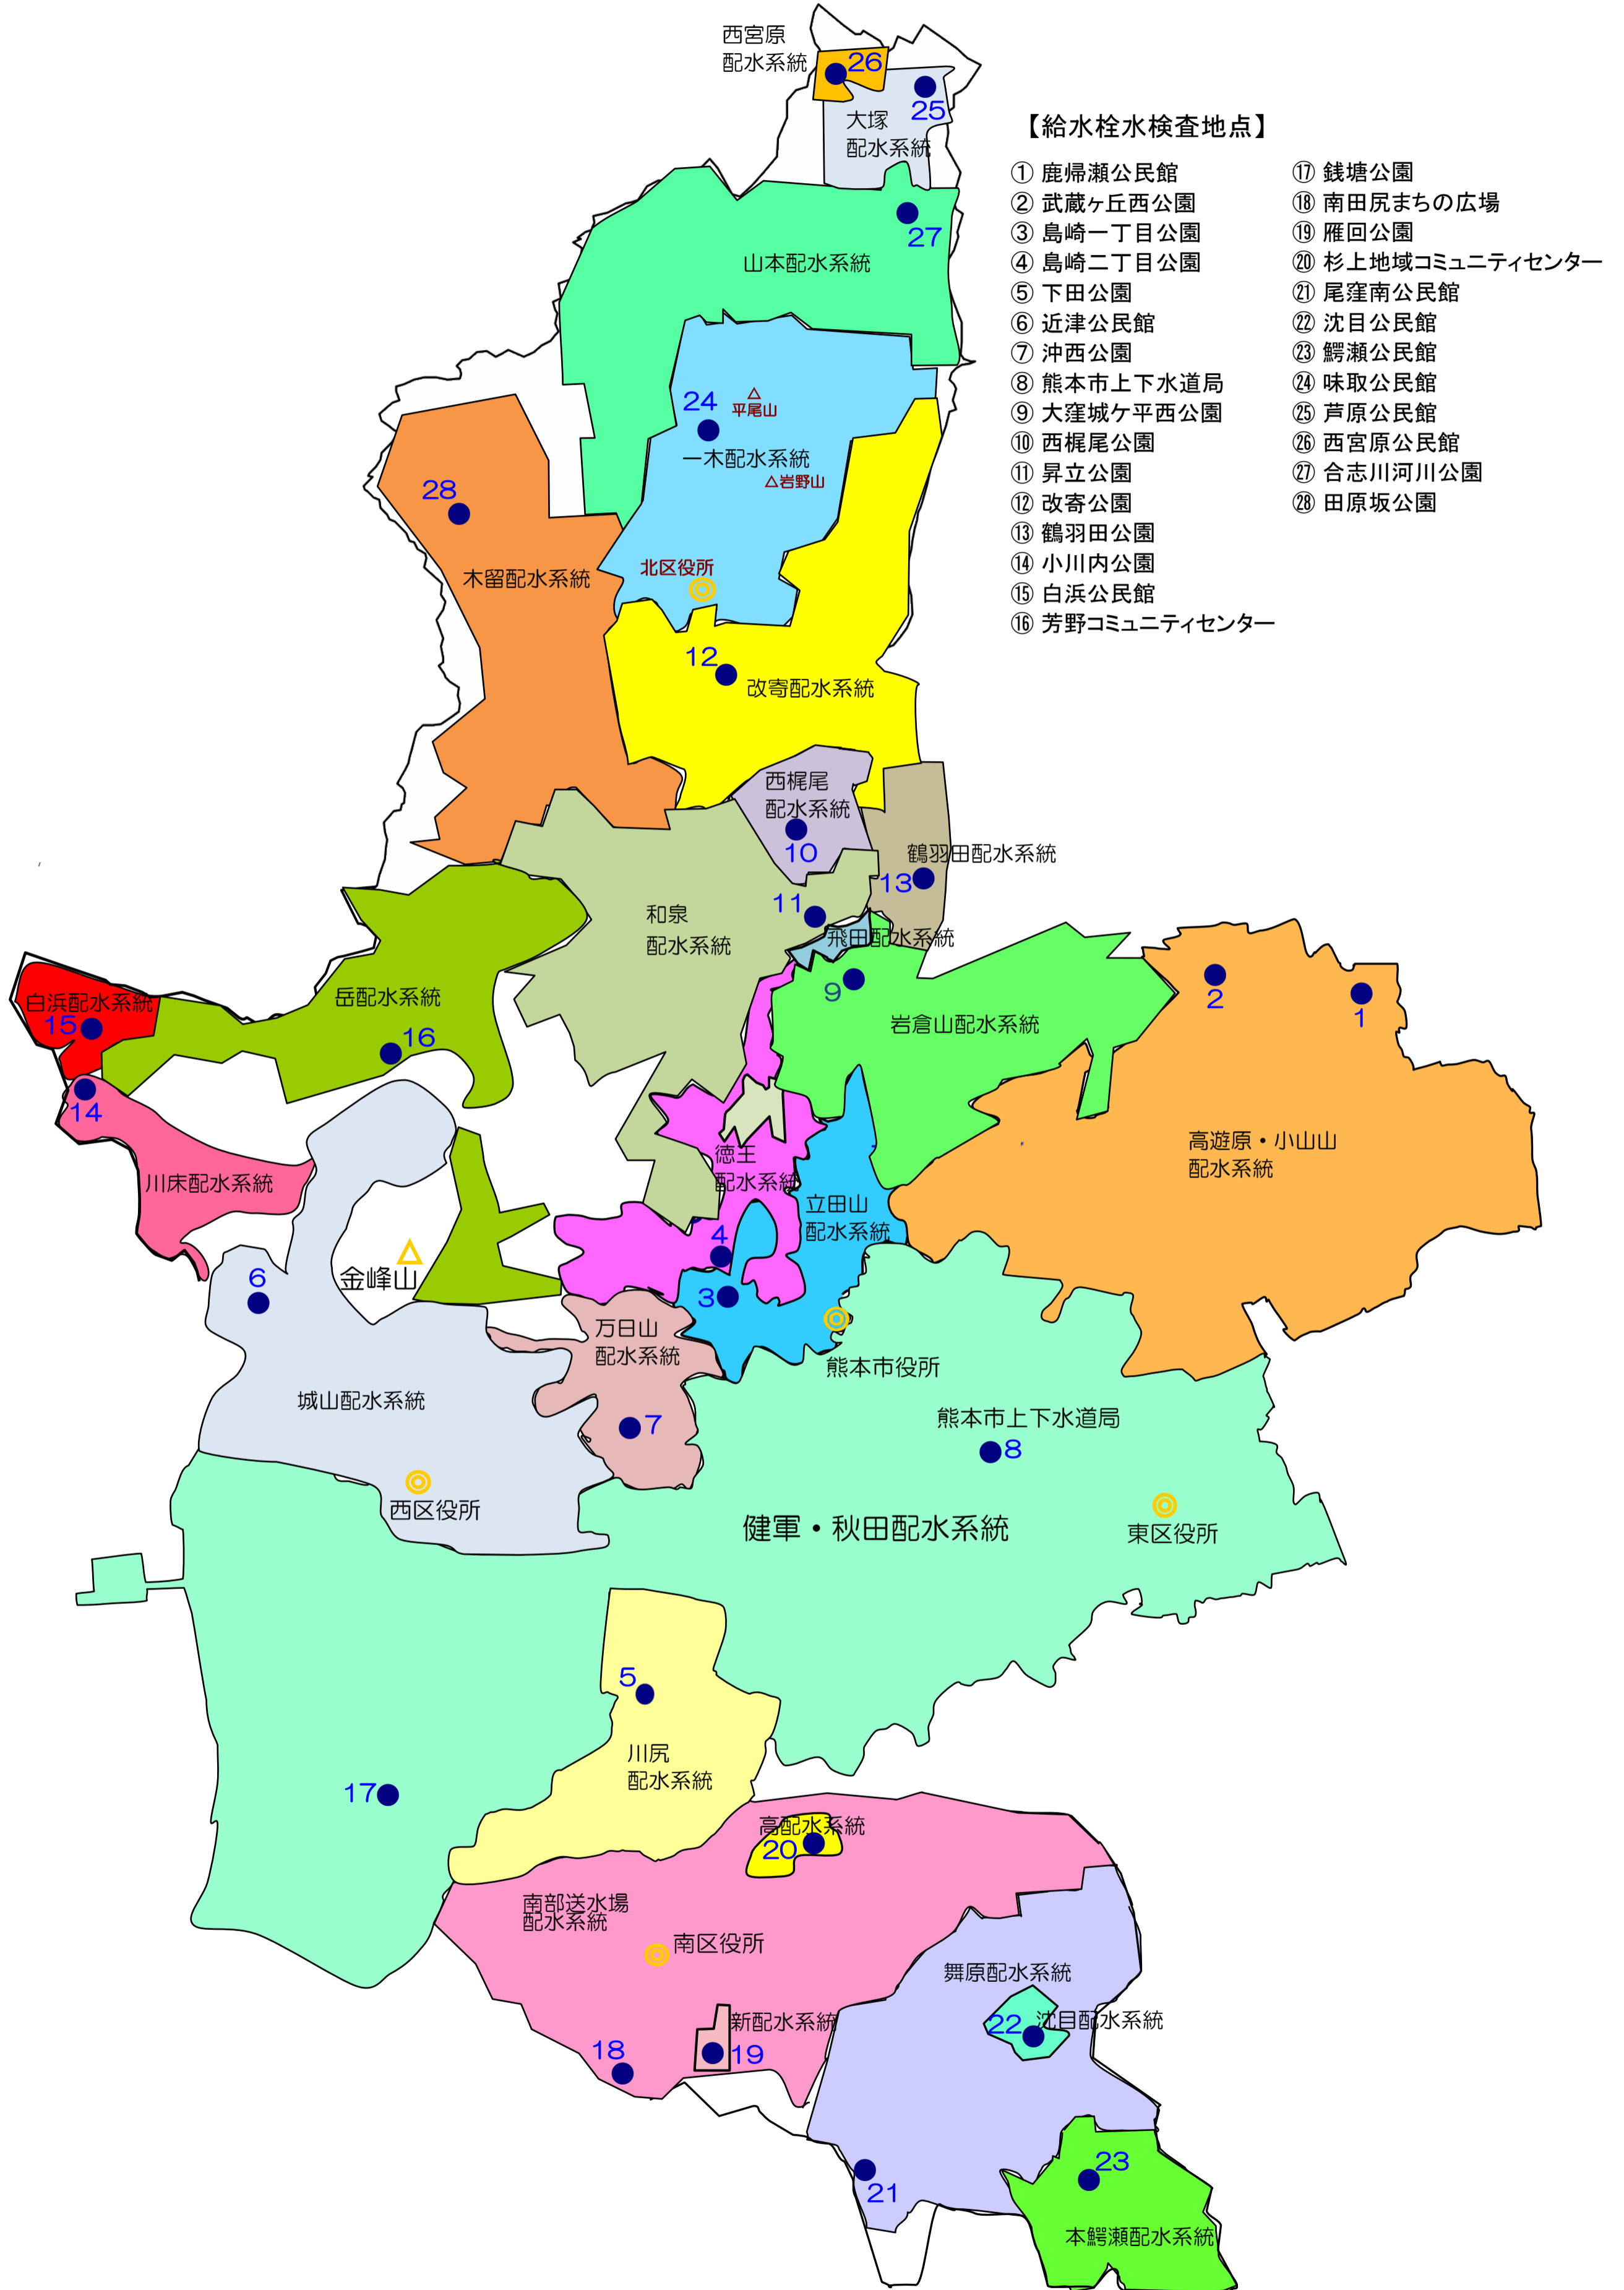 西宮原
配水系統
26
25
大塚
配水系統
【給水栓水検査地点】
① 鹿帰瀬公民館
② 武蔵ヶ丘西公園
③ 島崎一丁目公園
④ 島崎二丁目公園
⑤ 下田公園
⑥ 近津公民館
⑦ 沖西公園
⑧ 熊本市上下水道局
⑨ 大窪城ケ平西公園
⑩ 西梶尾公園
⑪ 昇立公園
⑫ 改寄公園
⑬ 鶴羽田公園
⑭ 小川内公園
⑮ 白浜公民館
⑯ 芳野コミュニティセンター
⑰ 銭塘公園
⑱ 南田尻まちの広場
⑲ 雁回公園
⑳ 杉上地域コミュニティセンター
㉑ 尾窪南公民館
㉒ 沈目公民館
㉓ 鰐瀬公民館
㉔ 味取公民館
㉕ 芦原公民館
㉖ 西宮原公民館
㉗ 合志川河川公園
㉘ 田原坂公園
27
山本配水系統
24
△
平尾山
一木配水系統
△岩野山
28
木留配水系統
北区役所
12
改寄配水系統
西梶尾
配水系統
10
鶴羽田配水系統
13
11
和泉
配水系統
飛田配水系統
9
2
1
岩倉山配水系統
白浜配水系統
15
岳配水系統
16
14
川床配水系統
高遊原・小山山
配水系統
徳王
配水系統
立田山
配水系統
4
金峰山
6
3
万日山
配水系統
熊本市役所
城山配水系統
7
熊本市上下水道局
8
西区役所
健軍・秋田配水系統
東区役所
5
川尻
配水系統
17
高配水系統
20
南部送水場
配水系統
南区役所
舞原配水系統
新配水系統
19
18
22
沈目配水系統
21
23
本鰐瀬配水系統